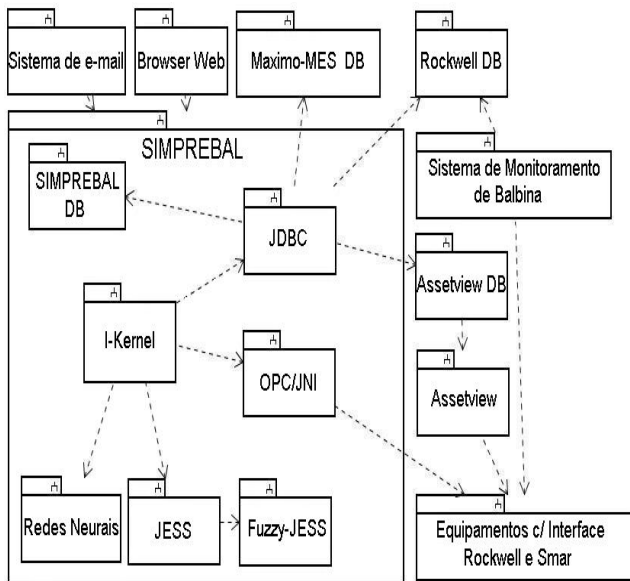 Sistema de e-mail
Browser Web
Maximo-MES DB
Rockwell DB
SIMPREBAL
Sistema de Monitoramento
de Balbina
SIMPREBAL
DB
JDBC
Assetview DB
I-Kernel
OPC/JNI
Assetview
Redes Neurais
JESS
Fuzzy-JESS
Equipamentos c/ Interface
Rockwell e Smar